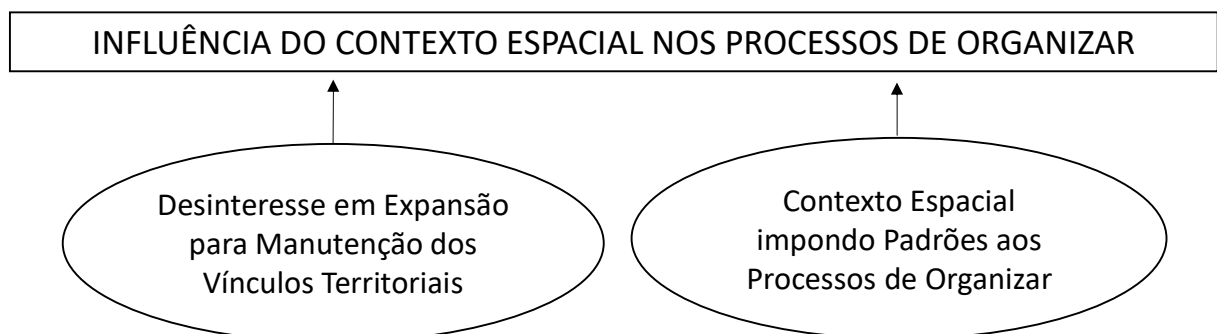 INFLUÊNCIA DO CONTEXTO ESPACIAL NOS PROCESSOS DE ORGANIZAR
Desinteresse em Expansão
para Manutenção dos
Vínculos Territoriais
Contexto Espacial
impondo Padrões aos
Processos de Organizar